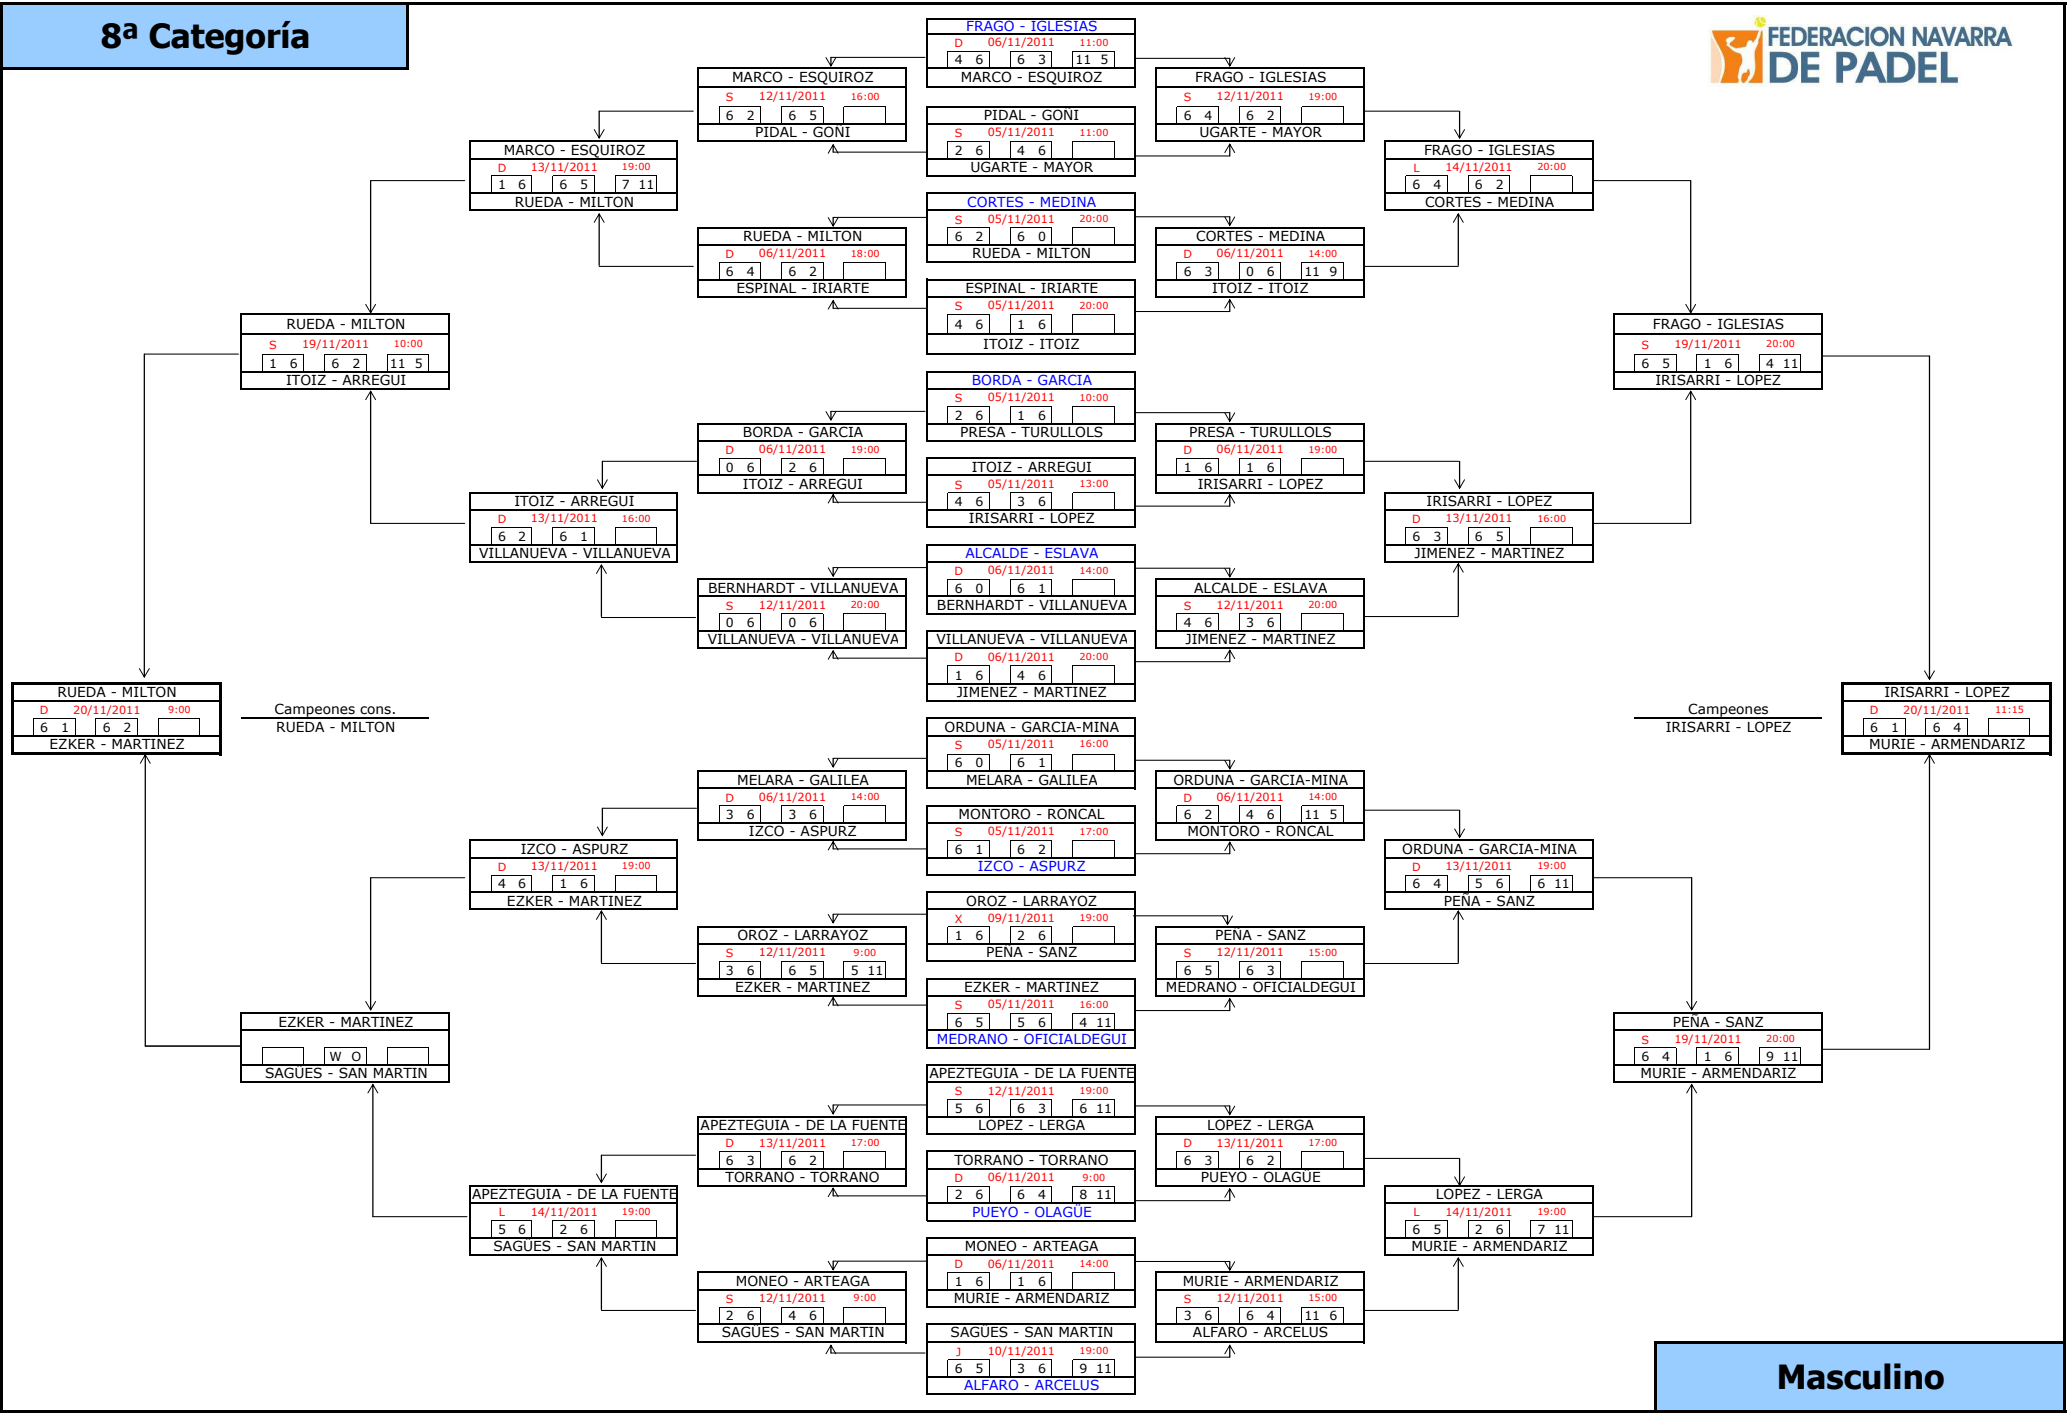 8ª Categoría
FEDERACION NAVARRA
DE PADEL
RUEDA - MILTON
D 20/11/2011 9:00
6 1 6 2
EZKER - MARTINEZ
Campeones cons.
RUEDA - MILTON
RUEDA - MILTON
S 19/11/2011 10:00
1 6 6 2 11 5
ITOIZ - ARREGUI
EZKER - MARTINEZ
W O
SAGÜES - SAN MARTIN
MARCO - ESQUIROZ
D 13/11/2011 19:00
1 6 6 5 7 11
RUEDA - MILTON
ITOIZ - ARREGUI
D 13/11/2011 16:00
6 2 6 1
VILLANUEVA - VILLANUEVA
IZCO - ASPURZ
D 13/11/2011 19:00
4 6 1 6
EZKER - MARTINEZ
APEZTEGUIA - DE LA FUENTE
L 14/11/2011 19:00
5 6 2 6
SAGÜES - SAN MARTIN
MARCO - ESQUIROZ
S 12/11/2011 16:00
6 2 6 5
PIDAL - GOÑI
RUEDA - MILTON
D 06/11/2011 18:00
6 4 6 2
ESPINAL - IRIARTE
BORDA - GARCIA
D 06/11/2011 19:00
0 6 2 6
ITOIZ - ARREGUI
BERNHARDT - VILLANUEVA
S 12/11/2011 20:00
0 6 0 6
VILLANUEVA - VILLANUEVA
MELARA - GALILEA
D 06/11/2011 14:00
3 6 3 6
IZCO - ASPURZ
OROZ - LARRAYOZ
S 12/11/2011 9:00
3 6 6 5 5 11
EZKER - MARTINEZ
APEZTEGUIA - DE LA FUENTE
D 13/11/2011 17:00
6 3 6 2
TORRANO - TORRANO
MONEO - ARTEAGA
S 12/11/2011 9:00
2 6 4 6
SAGÜES - SAN MARTIN
FRAGO - IGLESIAS
D 06/11/2011 11:00
4 6 6 3 11 5
MARCO - ESQUIROZ
PIDAL - GOÑI
S 05/11/2011 11:00
2 6 4 6
UGARTE - MAYOR
CORTES - MEDINA
S 05/11/2011 20:00
6 2 6 0
RUEDA - MILTON
ESPINAL - IRIARTE
S 05/11/2011 20:00
4 6 1 6
ITOIZ - ITOIZ
BORDA - GARCIA
S 05/11/2011 10:00
2 6 1 6
PRESA - TURULLOLS
ITOIZ - ARREGUI
S 05/11/2011 13:00
4 6 3 6
IRISARRI - LOPEZ
ALCALDE - ESLAVA
D 06/11/2011 14:00
6 0 6 1
BERNHARDT - VILLANUEVA
VILLANUEVA - VILLANUEVA
D 06/11/2011 20:00
1 6 4 6
JIMENEZ - MARTINEZ
ORDUNA - GARCIA-MINA
S 05/11/2011 16:00
6 0 6 1
MELARA - GALILEA
MONTORO - RONCAL
S 05/11/2011 17:00
6 1 6 2
IZCO - ASPURZ
OROZ - LARRAYOZ
X 09/11/2011 19:00
1 6 2 6
PEÑA - SANZ
EZKER - MARTINEZ
S 05/11/2011 16:00
6 5 5 6 4 11
MEDRANO - OFICIALDEGUI
APEZTEGUIA - DE LA FUENTE
S 12/11/2011 19:00
5 6 6 3 6 11
LOPEZ - LERGA
TORRANO - TORRANO
D 06/11/2011 9:00
2 6 6 4 8 11
PUEYO - OLAGÜE
MONEO - ARTEAGA
D 06/11/2011 14:00
1 6 1 6
MURIE - ARMENDARIZ
SAGÜES - SAN MARTIN
J 10/11/2011 19:00
6 5 3 6 9 11
ALFARO - ARCELUS
FRAGO - IGLESIAS
S 12/11/2011 19:00
6 4 6 2
UGARTE - MAYOR
CORTES - MEDINA
D 06/11/2011 14:00
6 3 0 6 11 9
ITOIZ - ITOIZ
PRESA - TURULLOLS
D 06/11/2011 19:00
1 6 1 6
IRISARRI - LOPEZ
ALCALDE - ESLAVA
S 12/11/2011 20:00
4 6 3 6
JIMENEZ - MARTINEZ
ORDUNA - GARCIA-MINA
D 06/11/2011 14:00
6 2 4 6 11 5
MONTORO - RONCAL
PEÑA - SANZ
S 12/11/2011 15:00
6 5 6 3
MEDRANO - OFICIALDEGUI
LOPEZ - LERGA
D 13/11/2011 17:00
6 3 6 2
PUEYO - OLAGÜE
MURIE - ARMENDARIZ
S 12/11/2011 15:00
3 6 6 4 11 6
ALFARO - ARCELUS
FRAGO - IGLESIAS
L 14/11/2011 20:00
6 4 6 2
CORTES - MEDINA
IRISARRI - LOPEZ
D 13/11/2011 16:00
6 3 6 5
JIMENEZ - MARTINEZ
ORDUNA - GARCIA-MINA
D 13/11/2011 19:00
6 4 5 6 6 11
PEÑA - SANZ
LOPEZ - LERGA
L 14/11/2011 19:00
6 5 2 6 7 11
MURIE - ARMENDARIZ
FRAGO - IGLESIAS
S 19/11/2011 20:00
6 5 1 6 4 11
IRISARRI - LOPEZ
PEÑA - SANZ
S 19/11/2011 20:00
6 4 1 6 9 11
MURIE - ARMENDARIZ
Campeones
IRISARRI - LOPEZ
IRISARRI - LOPEZ
D 20/11/2011 11:15
6 1 6 4
MURIE - ARMENDARIZ
Masculino